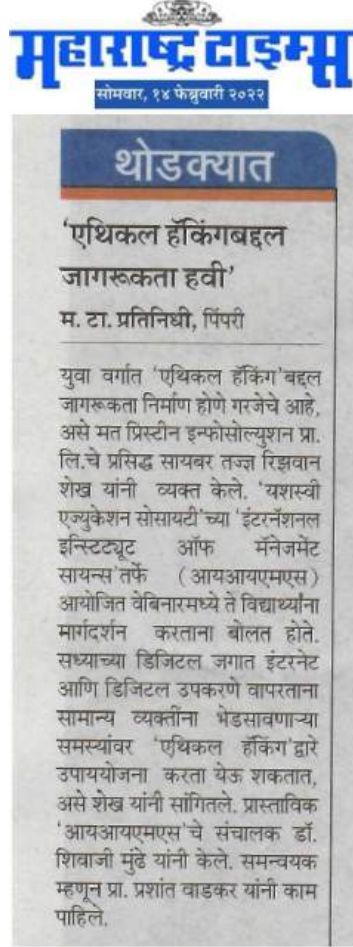 महाराष्ट्र टाइम्स
सोमवार, १४ फेब्रुवारी २०२२
थोडक्यात
'एथिकल हॅकिंगबद्दल
जागरूकता हवी'
म. टा. प्रतिनिधी, पिंपरी
युवा वर्गात 'एथिकल हॅकिंग'बद्दल
जागरूकता निर्माण होणे गरजेचे आहे,
असे मत प्रिस्टीन इन्फोसोल्युशन प्रा.
लि.चे प्रसिद्ध सायबर तज्ज्ञ रिझवान
शेख यांनी व्यक्त केले. 'यशस्वी
एज्युकेशन सोसायटी'च्या 'इंटरनॅशनल
इन्स्टिट्यूट ऑफ मॅनेजमेंट
सायन्स'तर्फे (आयआयएमएस)
आयोजित वेबिनारमध्ये ते विद्यार्थ्यांना
मार्गदर्शन करताना बोलत होते.
सध्याच्या डिजिटल जगात इंटरनेट
आणि डिजिटल उपकरणे वापरताना
सामान्य व्यक्तींना भेडसावणाऱ्या
समस्यांवर 'एथिकल हॅकिंग'द्वारे
उपाययोजना करता येऊ शकतात,
असे शेख यांनी सांगितले. प्रास्ताविक
'आयआयएमएस'चे संचालक डॉ.
शिवाजी मुंढे यांनी केले. समन्वयक
म्हणून प्रा. प्रशांत वाडकर यांनी काम
पाहिले.